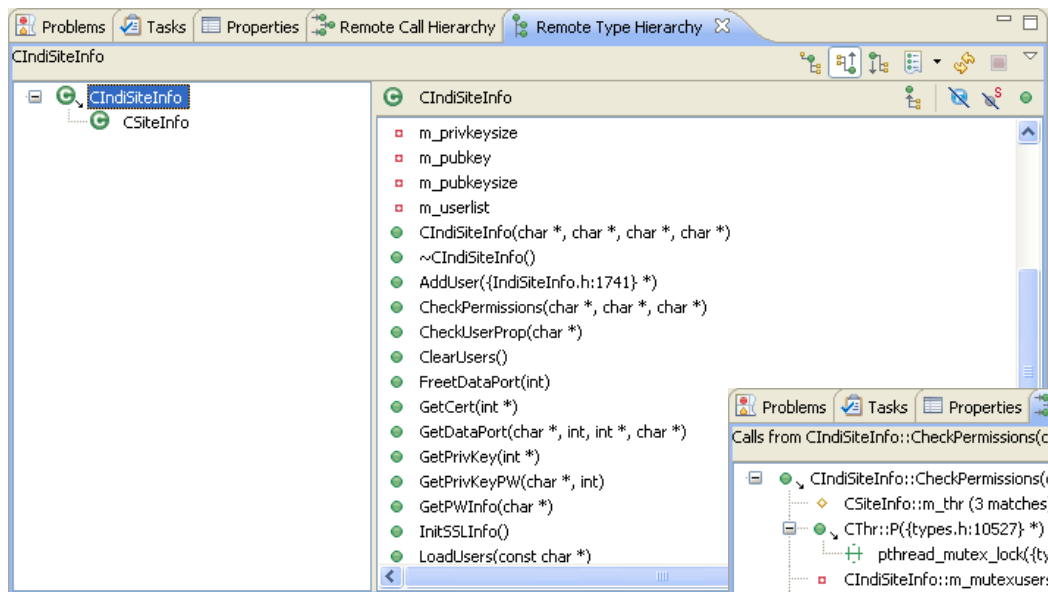 Problems Tasks Properties Remote Call Hierarchy Remote Type Hierarchy
CIndiSiteInfo
CIndiSiteInfo
CSiteInfo
CIndiSiteInfo
m_privkeysize
m_pubkey
m_pubkeysize
m_userlist
CIndiSiteInfo(char *, char *, char *, char *)
~CIndiSiteInfo()
AddUser({IndiSiteInfo.h:1741} *)
CheckPermissions(char *, char *, char *)
CheckUserProp(char *)
ClearUsers()
FreetDataPort(int)
GetCert(int *)
GetDataPort(char *, int, int *, char *)
GetPrivKey(int *)
GetPrivKeyPW(char *, int)
GetPWInfo(char *)
InitSSLInfo()
LoadUsers(const char *)
Problems Tasks Properties
Calls from CIndiSiteInfo::CheckPermissions(c
CIndiSiteInfo::CheckPermissions(
CSiteInfo::m_thr (3 matches)
CThr::P({types.h:10527} *)
pthread_mutex_lock({ty
CIndiSiteInfo::m_mutexusers